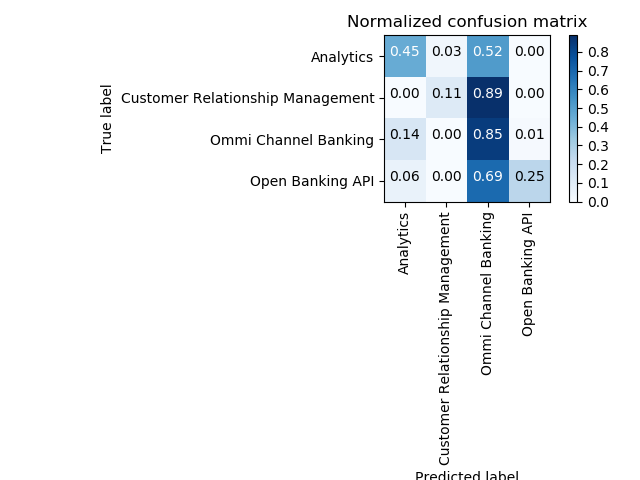 Normalized confusion matrix
True label
Analytics 0.45 0.03 0.52 0.00
Customer Relationship Management 0.00 0.11 0.89 0.00
Ommi Channel Banking 0.14 0.00 0.85 0.01
Open Banking API 0.06 0.00 0.69 0.25
Analytics
Customer Relationship Management
Ommi Channel Banking
Open Banking API
Predicted label
0.8
0.7
0.6
0.5
0.4
0.3
0.2
0.1
0.0